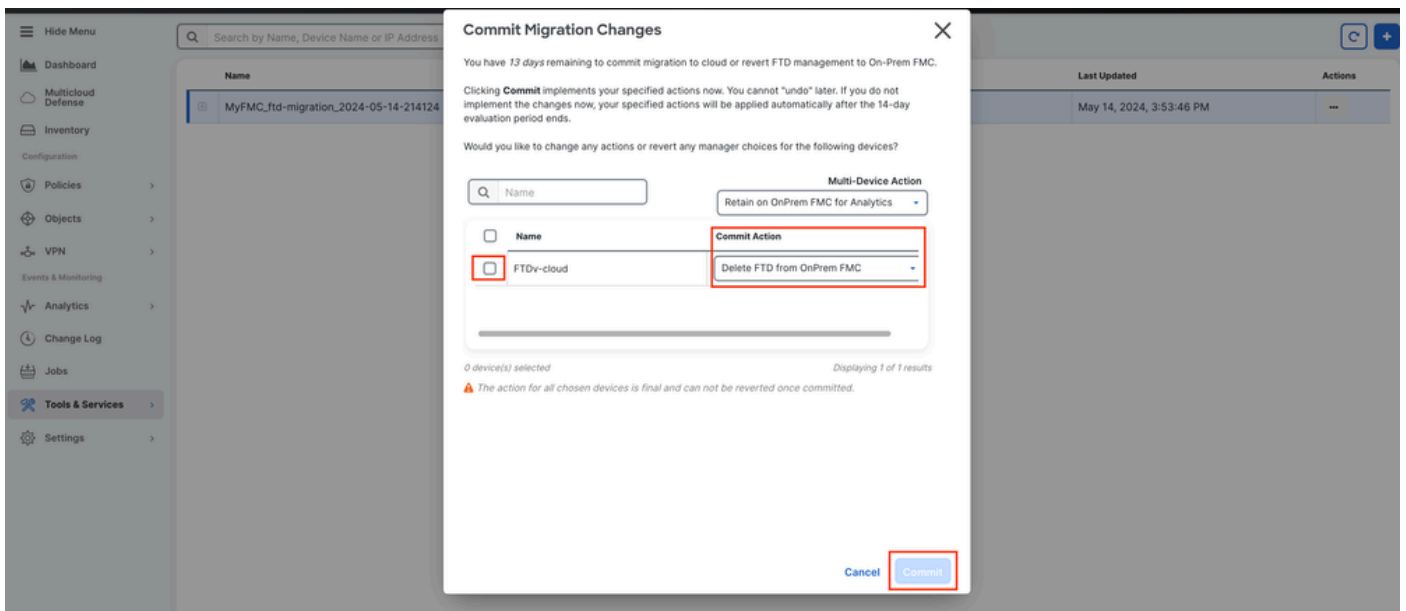 Hide Menu
Dashboard
Multicloud
Defense
Inventory
Configuration
Policies
Objects
VPN
Events & Monitoring
Analytics
Change Log
Jobs
Tools & Services
Settings
Search by Name, Device Name or IP Address
Name
Last Updated
Actions
MyFMC_ftd-migration_2024-05-14-214124
May 14, 2024, 3:53:46 PM
Commit Migration Changes
You have 13 days remaining to commit migration to cloud or revert FTD management to On-Prem FMC.
Clicking Commit implements your specified actions now. You cannot "undo" later. If you do not
implement the changes now, your specified actions will be applied automatically after the 14-day
evaluation period ends.
Would you like to change any actions or revert any manager choices for the following devices?
Name
Multi-Device Action
Retain on OnPrem FMC for Analytics
Name
Commit Action
FTDv-cloud
Delete FTD from OnPrem FMC
0 device(s) selected
Displaying 1 of 1 results
The action for all chosen devices is final and can not be reverted once committed.
Cancel
Commit